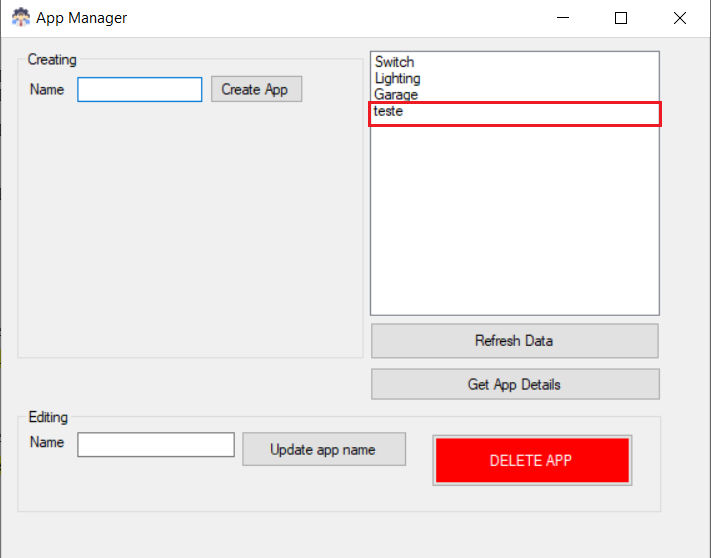 App Manager
Creating
Name
Create App
Switch
Lighting
Garage
teste
Refresh Data
Get App Details
Editing
Name
Update app name
DELETE APP